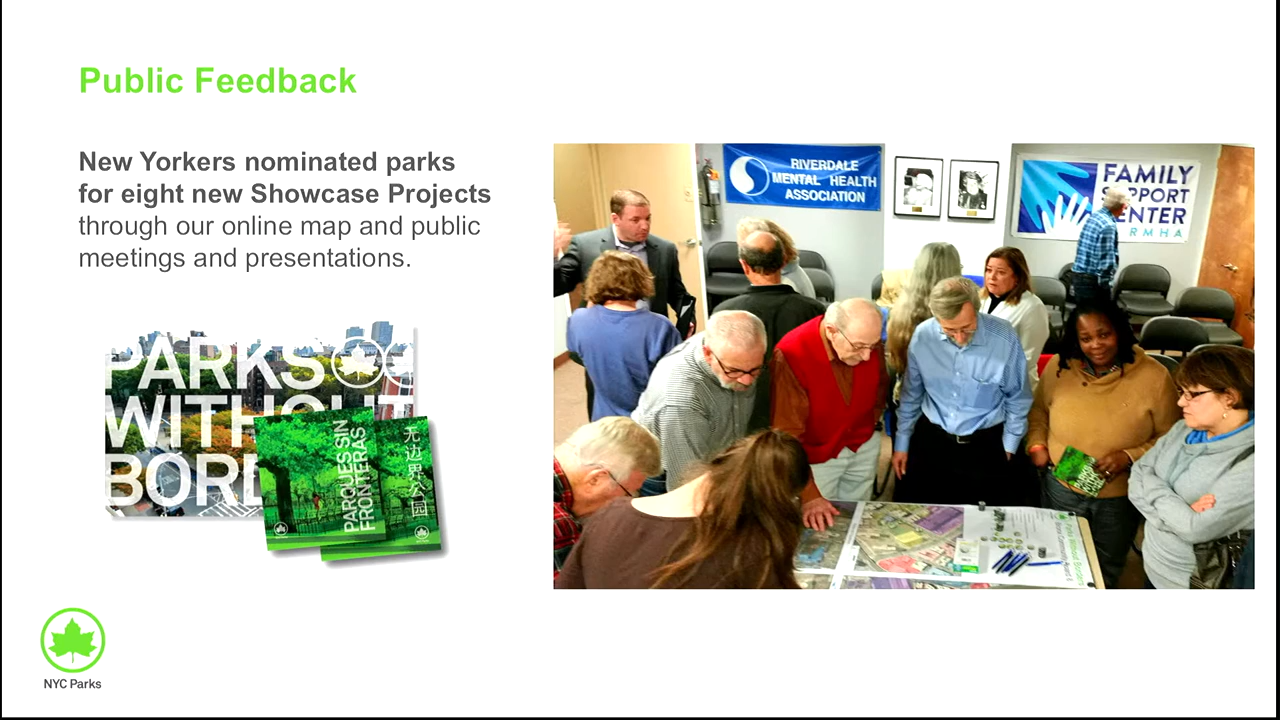 Public Feedback
New Yorkers nominated parks
for eight new Showcase Projects
through our online map and public
meetings and presentations.
PARKS
WITHOUT
BORD
PARQUES SIN
FRONTERAS
无边界公园
NYC Parks
RIVERDALE
MENTAL HEALTH
ASSOCIATION
FAMILY
SUPPORT
CENTER
RMHA